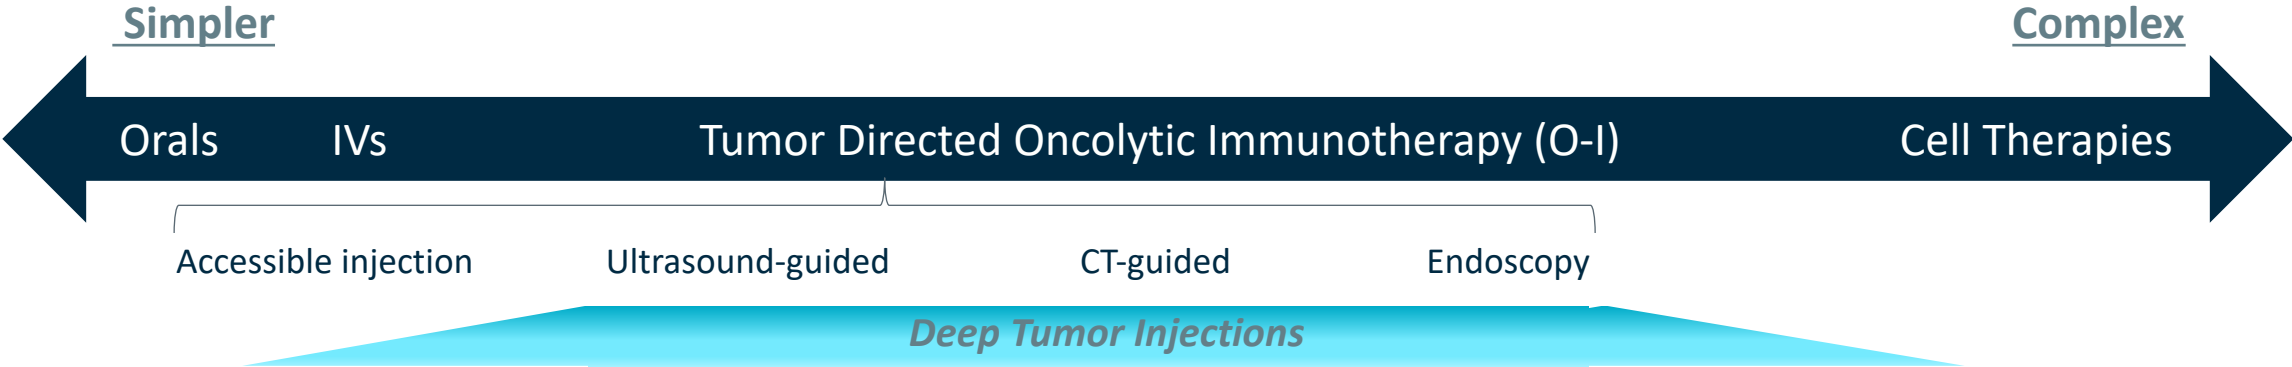 Simpler
Complex
Orals IVs Tumor Directed Oncolytic Immunotherapy (O-I) Cell Therapies
Accessible injection Ultrasound-guided CT-guided Endoscopy
Deep Tumor Injections